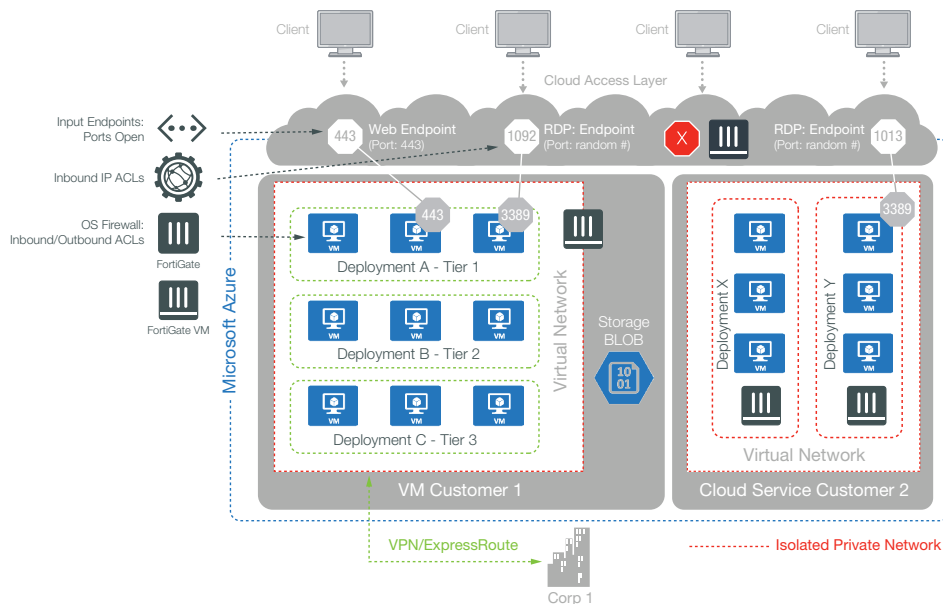 Client
Client
Client
Client
Cloud Access Layer
Input Endpoints:
Ports Open
443
Web Endpoint
(Port: 443)
1092
RDP: Endpoint
(Port: random #)
X
RDP: Endpoint
(Port: random #)
1013
Inbound IP ACLs
OS Firewall:
Inbound/Outbound ACLs
FortiGate
FortiGate VM
Microsoft Azure
443
3389
VM
VM
VM
Deployment A - Tier 1
VM
VM
VM
Deployment B - Tier 2
VM
VM
VM
Deployment C - Tier 3
Virtual Network
Storage
BLOB
10
01
VM Customer 1
3389
Deployment X
VM
VM
VM
Deployment Y
VM
VM
VM
Virtual Network
Cloud Service Customer 2
VPN/ExpressRoute
Isolated Private Network
Corp 1